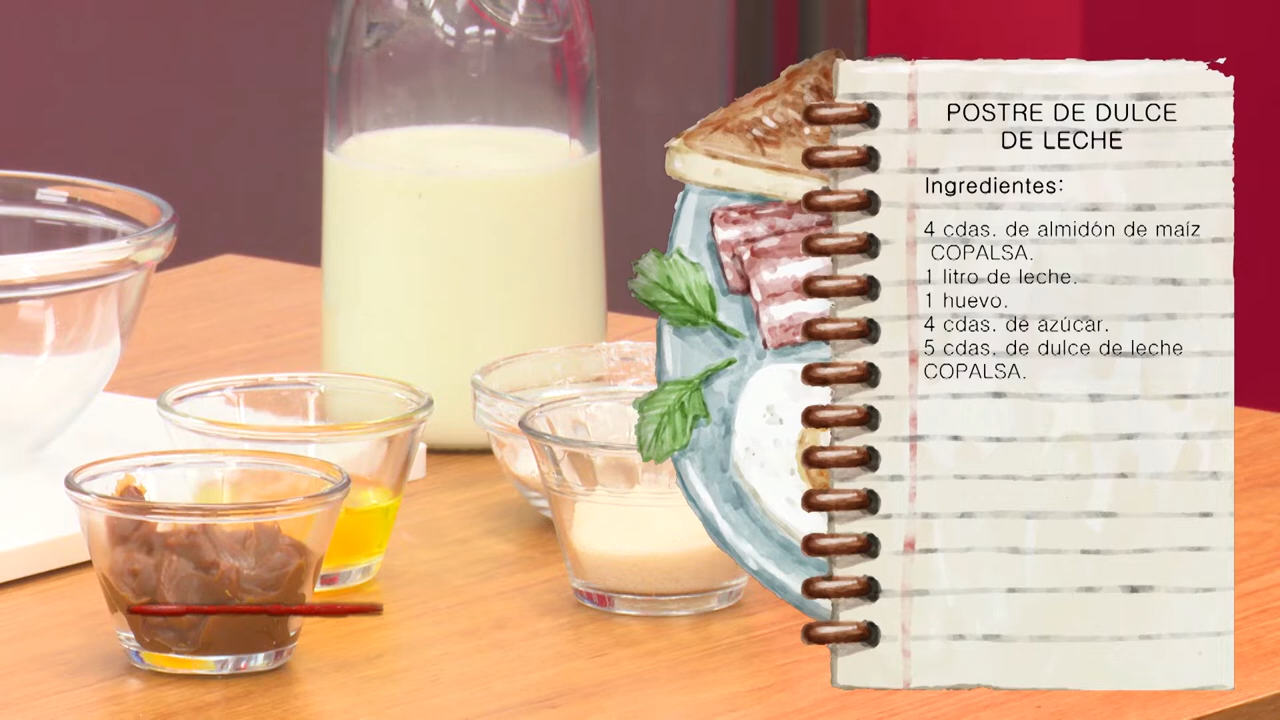 POSTRE DE DULCE
DE LECHE
Ingredientes:
4 cdas. de almidón de maíz
COPALSA.
1 litro de leche.
1 huevo.
4 cdas. de azúcar.
5 cdas. de dulce de leche
COPALSA.